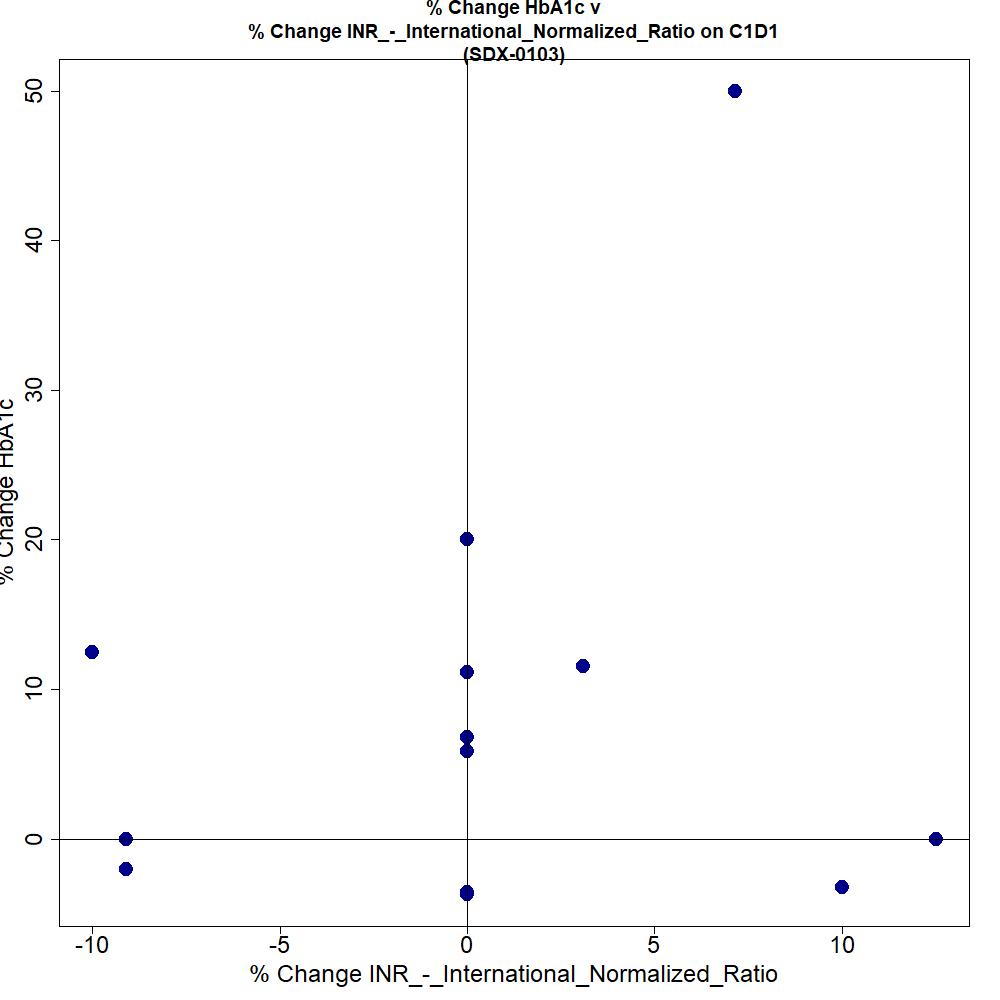 % Change HbA1c v
% Change INR_-_International_Normalized_Ratio on C1D1
(SDX-0103)
50
40
30
20
10
0
% Change HbA1c
-10
-5
0
5
10
% Change INR_-_International_Normalized_Ratio